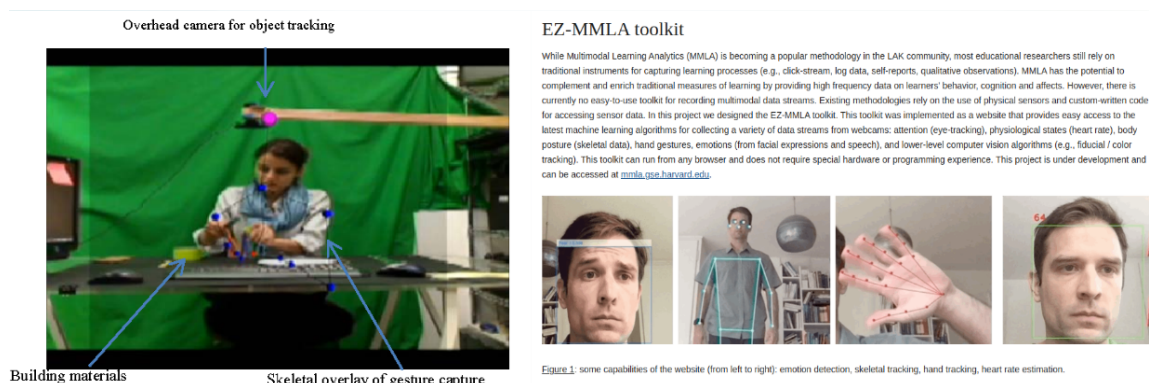 Overhead camera for object tracking
Building materials
Skeletal overlay of gesture capture
EZ-MMLA toolkit
While Multimodal Learning Analytics (MMLA) is becoming a popular methodology in the LAK community, most educational researchers still rely on
traditional instruments for capturing learning processes (e.g., click-stream, log data, self-reports, qualitative observations). MMLA has the potential to
complement and enrich traditional measures of learning by providing high frequency data on learners' behavior, cognition and affects. However, there is
currently no easy-to-use toolkit for recording multimodal data streams. Existing methodologies rely on the use of physical sensors and custom-written code
for accessing sensor data. In this project we designed the EZ-MMLA toolkit. This toolkit was implemented as a website that provides easy access to the
latest machine learning algorithms for collecting a variety of data streams from webcams: attention (eye-tracking), physiological states (heart rate), body
posture (skeletal data), hand gestures, emotions (from facial expressions and speech), and lower-level computer vision algorithms (e.g., fiducial / color
tracking). This toolkit can run from any browser and does not require special hardware or programming experience. This project is under development and
can be accessed at mmla.gse.harvard.edu.
64
Figure 1: some capabilities of the website (from left to right): emotion detection, skeletal tracking, hand tracking, heart rate estimation.